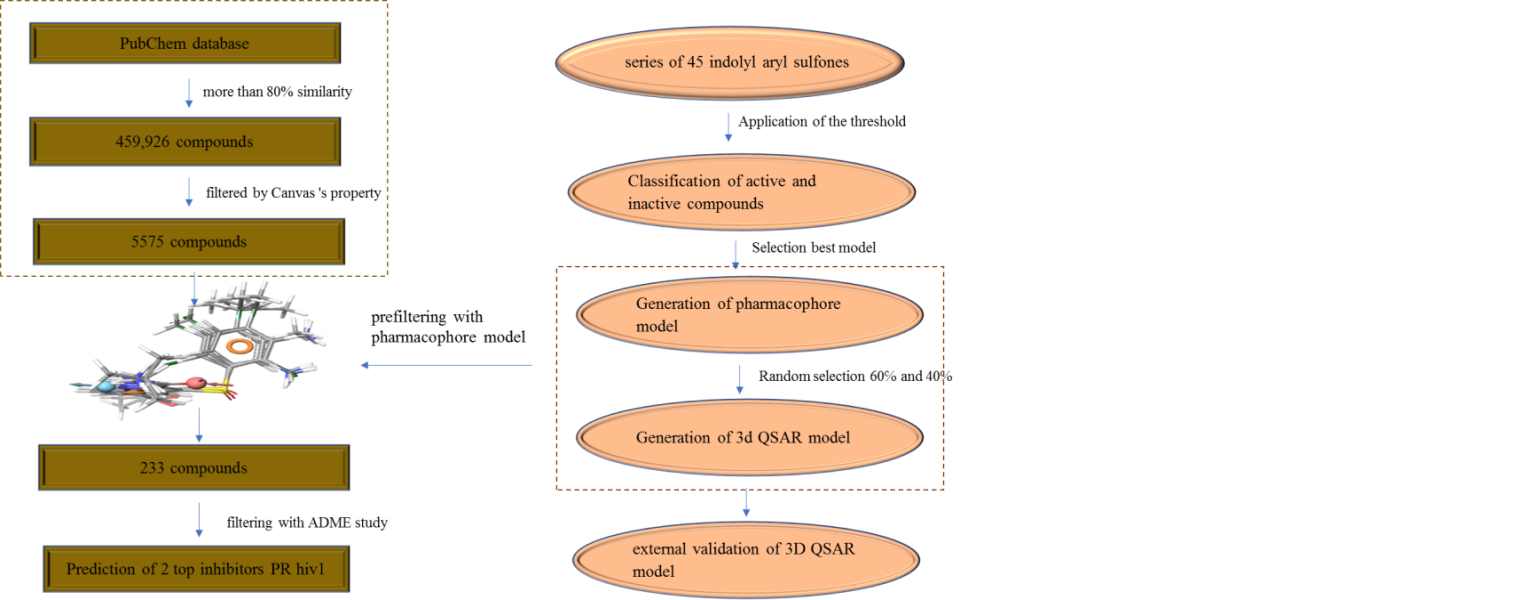 PubChem database
more than 80% similarity
459,926 compounds
filtered by Canvas 's property
5575 compounds
prefiltering with
pharmacophore model
233 compounds
filtering with ADME study
Prediction of 2 top inhibitors PR hiv1
series of 45 indolyl aryl sulfones
Application of the threshold
Classification of active and
inactive compounds
Selection best model
Generation of pharmacophore
model
Random selection 60% and 40%
Generation of 3d QSAR model
external validation of 3D QSAR
model